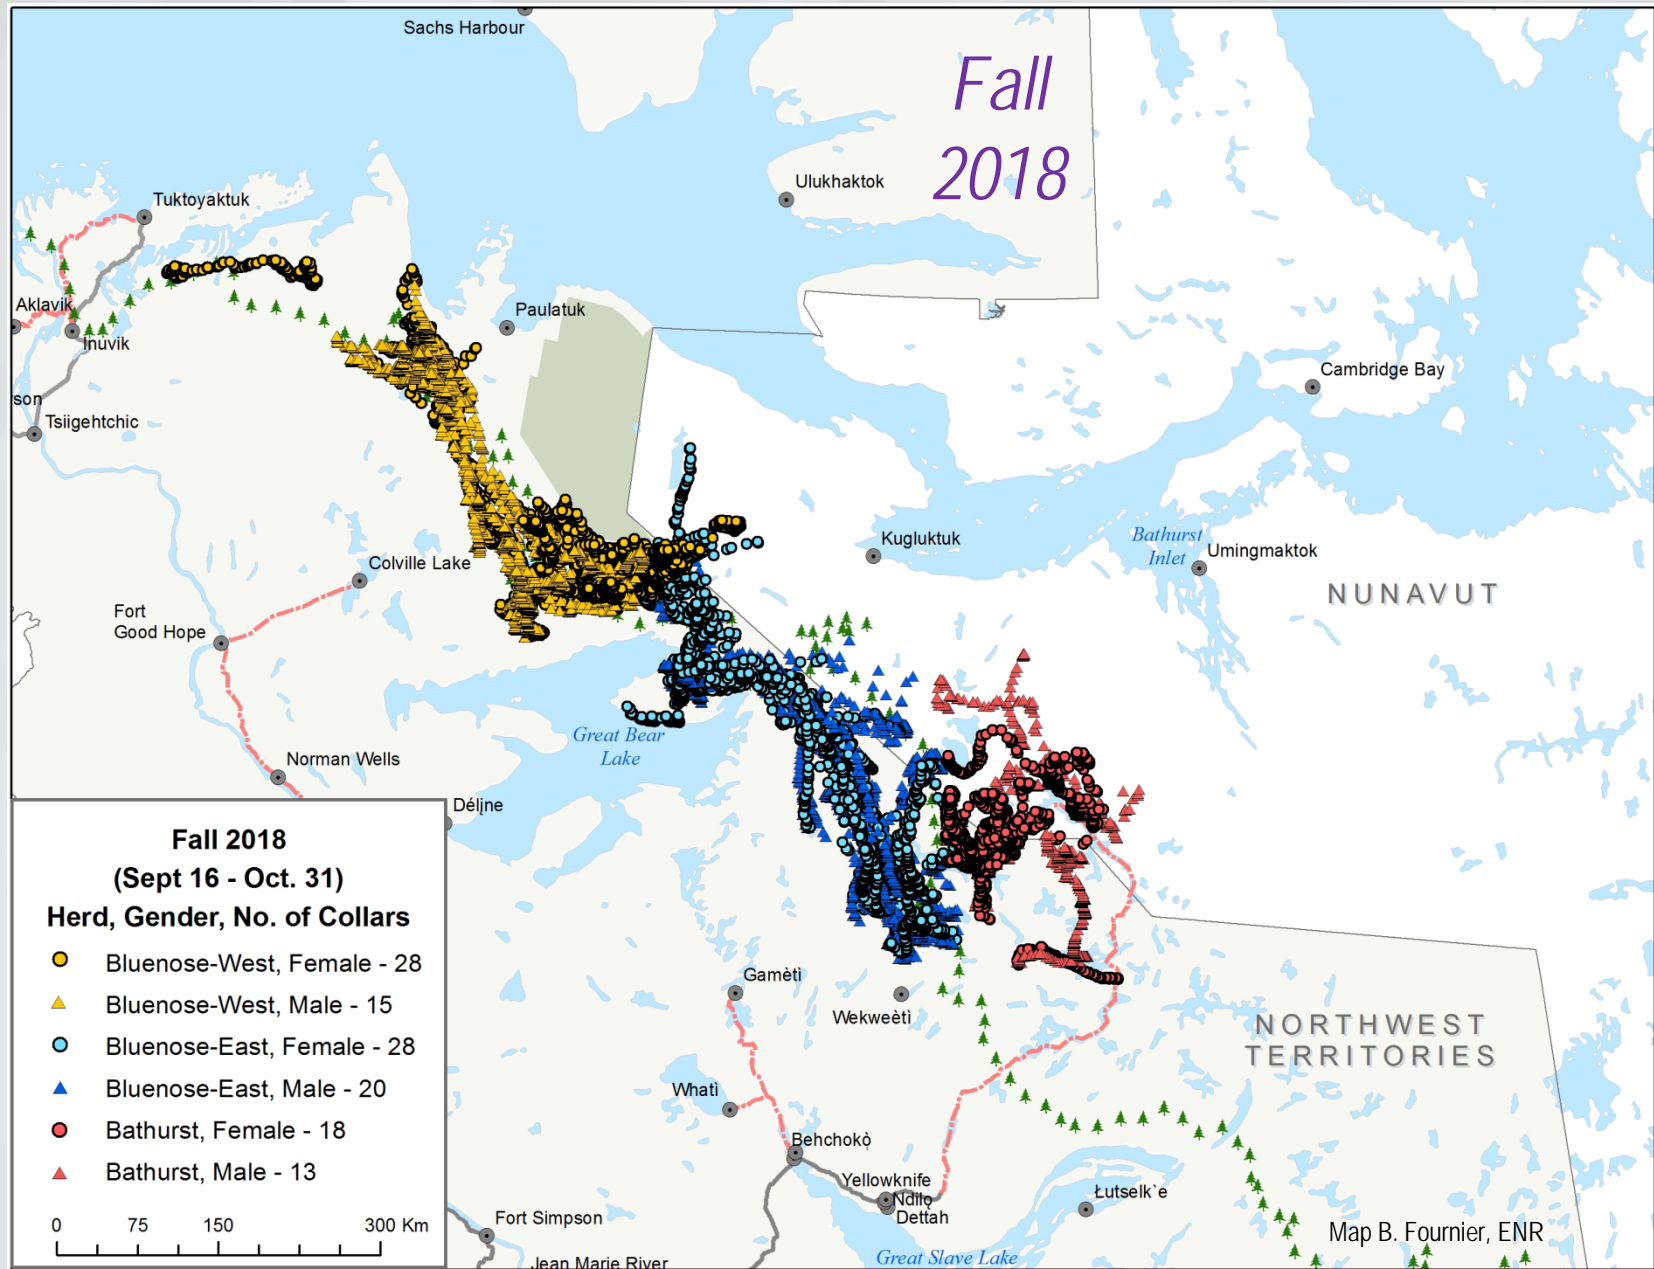 Sachs Harbour
Fall
2018
Ulukhaktok
Tuktoyaktuk
Aklavik
Inuvik
Paulatuk
Cambridge Bay
son
Tsiigehtchic
Kugluktuk
Bathurst
Inlet
Umingmaktok
Colville Lake
NUNAVUT
Fort
Good Hope
Great Bear
Lake
Norman Wells
Délįne
Fall 2018
(Sept 16 - Oct. 31)
Herd, Gender, No. of Collars
Bluenose-West, Female - 28
Bluenose-West, Male - 15
Bluenose-East, Female - 28
Bluenose-East, Male - 20
Bathurst, Female - 18
Bathurst, Male - 13
0 75 150 300 Km
Gamètì
Wekweètì
NORTHWEST
TERRITORIES
Whatì
Behchokǫ̀
Yellowknife
Ndilǫ
Dettah
Łutselk`e
Fort Simpson
Jean Marie River
Great Slave Lake
Map B. Fournier, ENR